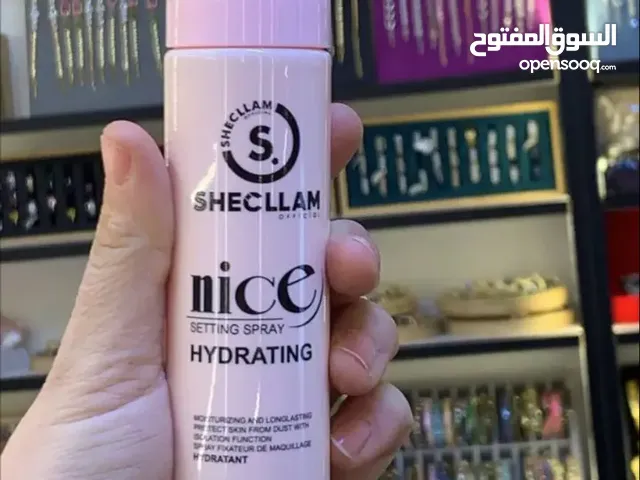 السوق المفتوح
opensooq.com
SHECLLAM
OFFICIAL
S.
SHECLLAM
OFFICIAL
nice
SETTING SPRAY
HYDRATING
MOISTURIZING AND LONGLASTING
PROTECT SKIN FROM DUST WITH
ISOLATION FUNCTION
SPRAY FIXATEUR DE MAQUILLAGE
HYDRATANT